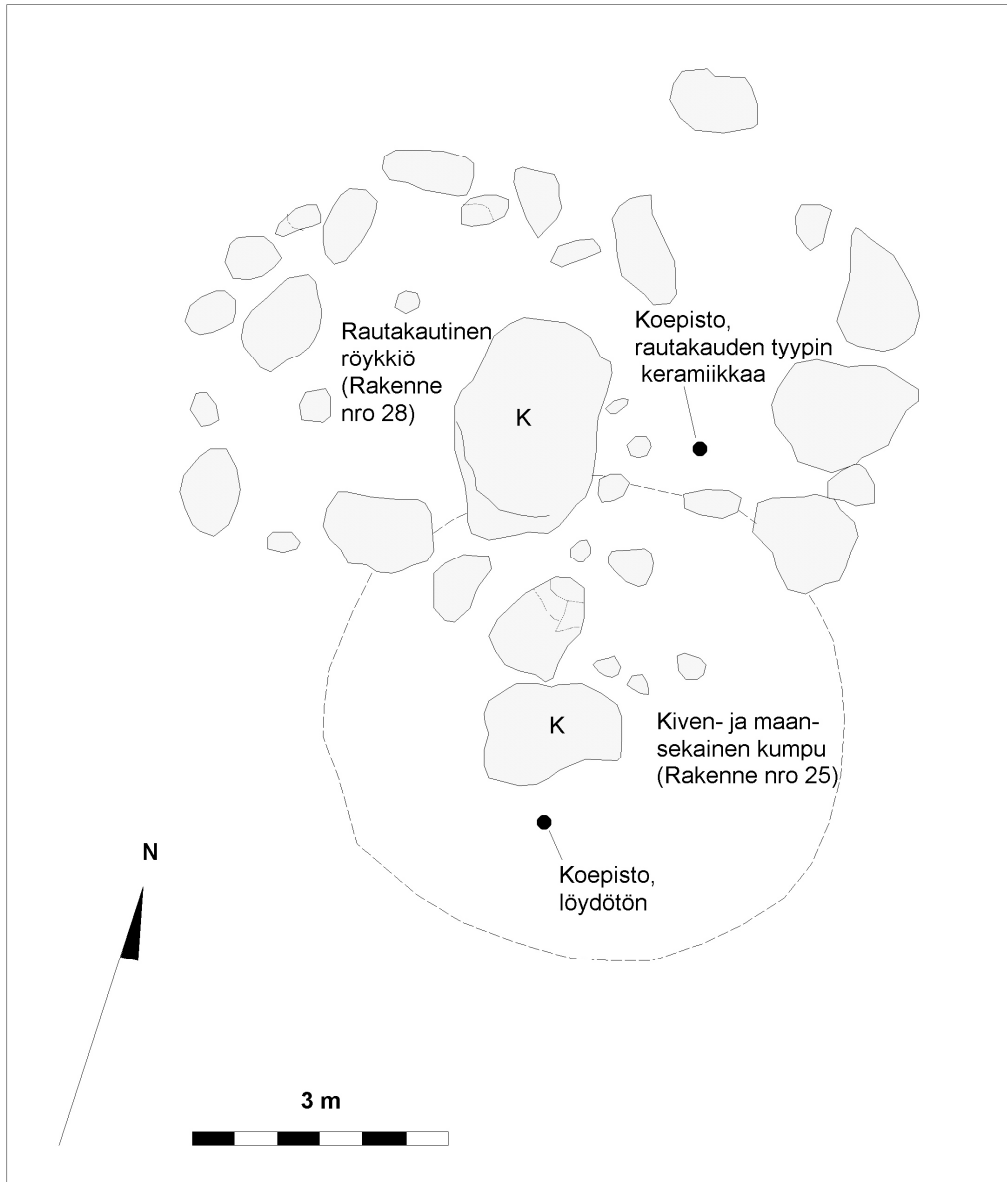 Rautakautinen
röykkiö
(Rakenne
nro 28)
K
Koepisto,
rautakauden tyypin
keramiikkaa
K
Kiven- ja maan-
sekainen kumpu
(Rakenne nro 25)
Koepisto,
löydötön
N
3 m